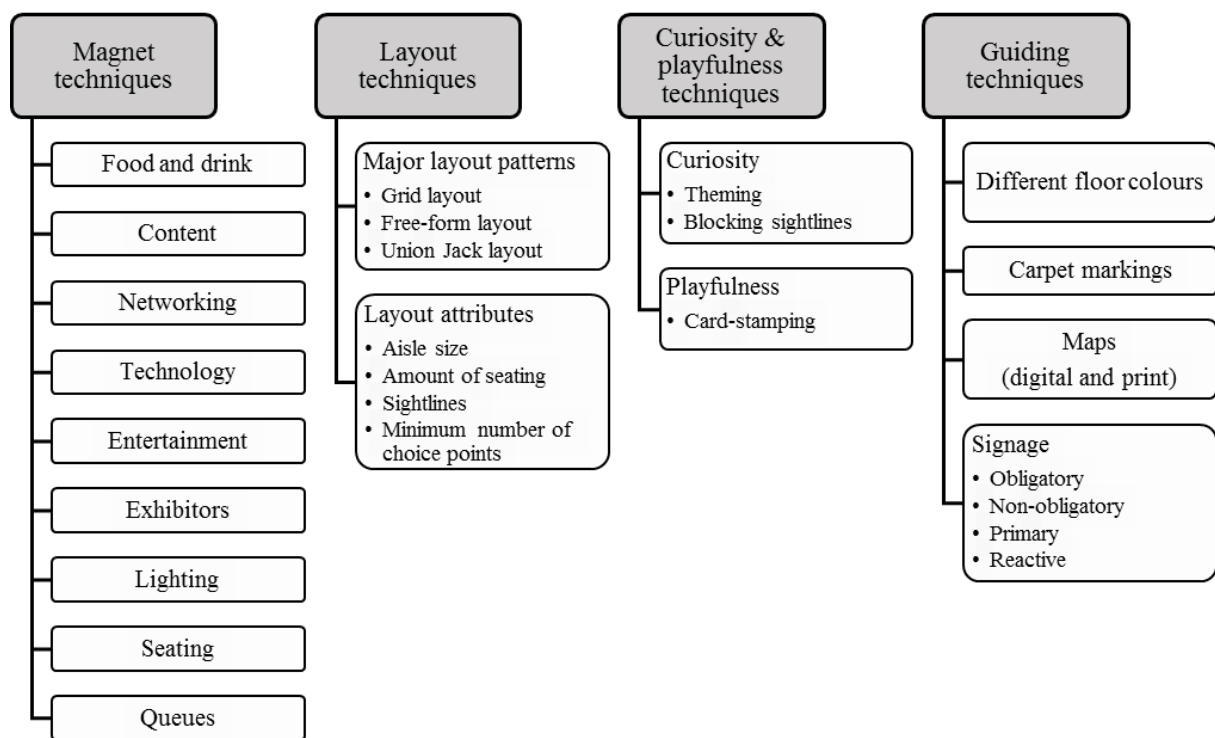 Magnet
techniques
Food and drink
Content
Networking
Technology
Entertainment
Exhibitors
Lighting
Seating
Queues
Layout
techniques
Major layout patterns
• Grid layout
• Free-form layout
• Union Jack layout
Layout attributes
• Aisle size
• Amount of seating
• Sightlines
• Minimum number of
choice points
Curiosity &
playfulness
techniques
Curiosity
• Theming
• Blocking sightlines
Playfulness
• Card-stamping
Guiding
techniques
Different floor colours
Carpet markings
Maps
(digital and print)
Signage
• Obligatory
• Non-obligatory
• Primary
• Reactive